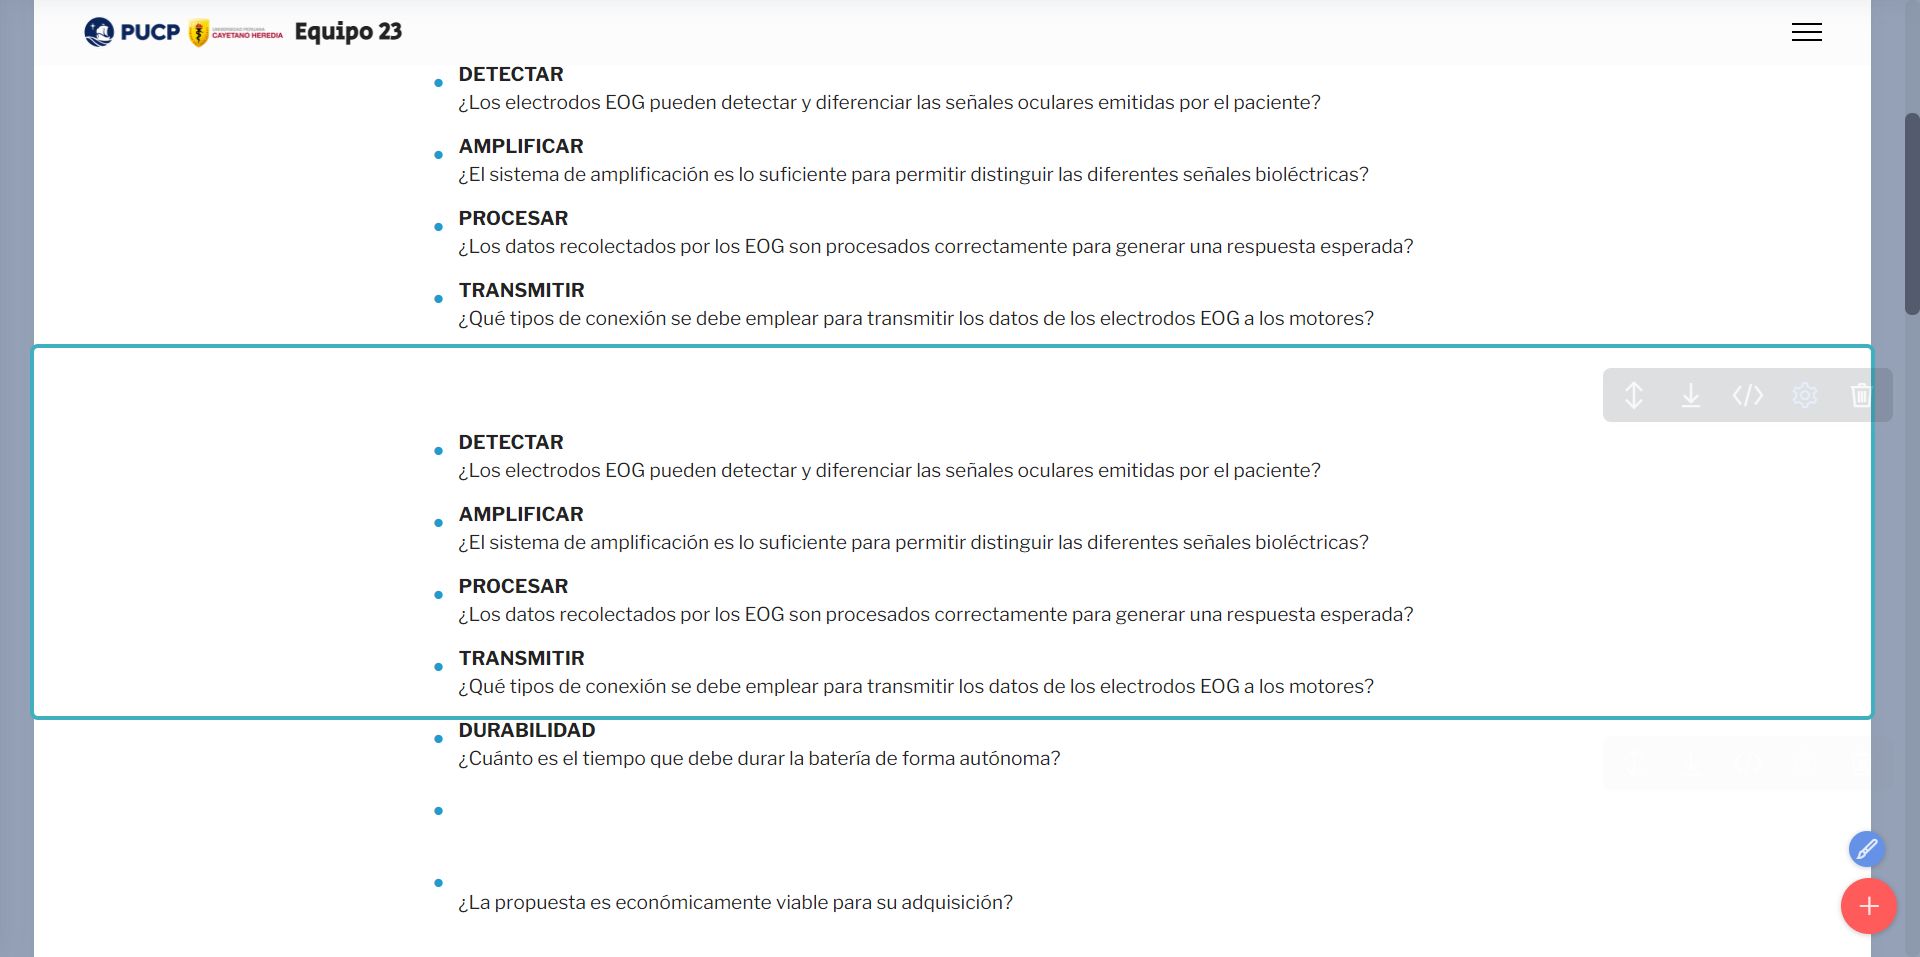 PUCP UNIVERSIDAD PERUANA CAYETANO HEREDIA Equipo 23
DETECTAR
¿Los electrodos EOG pueden detectar y diferenciar las señales oculares emitidas por el paciente?
AMPLIFICAR
¿El sistema de amplificación es lo suficiente para permitir distinguir las diferentes señales bioléctricas?
PROCESAR
¿Los datos recolectados por los EOG son procesados correctamente para generar una respuesta esperada?
TRANSMITIR
¿Qué tipos de conexión se debe emplear para transmitir los datos de los electrodos EOG a los motores?
DETECTAR
¿Los electrodos EOG pueden detectar y diferenciar las señales oculares emitidas por el paciente?
AMPLIFICAR
¿El sistema de amplificación es lo suficiente para permitir distinguir las diferentes señales bioléctricas?
PROCESAR
¿Los datos recolectados por los EOG son procesados correctamente para generar una respuesta esperada?
TRANSMITIR
¿Qué tipos de conexión se debe emplear para transmitir los datos de los electrodos EOG a los motores?
DURABILIDAD
¿Cuánto es el tiempo que debe durar la batería de forma autónoma?
¿La propuesta es económicamente viable para su adquisición?